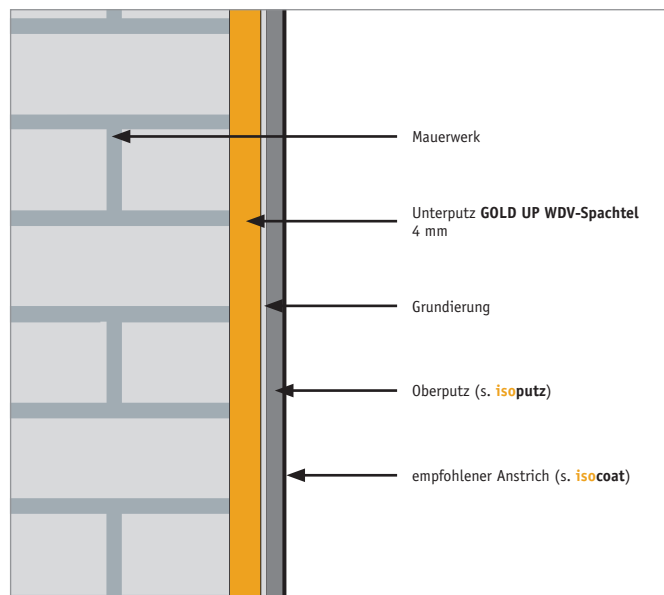 Mauerwerk
Unterputz GOLD UP WDV-Spachtel
4 mm
Grundierung
Oberputz (s. isoputz)
empfohlener Anstrich (s. isocoat)